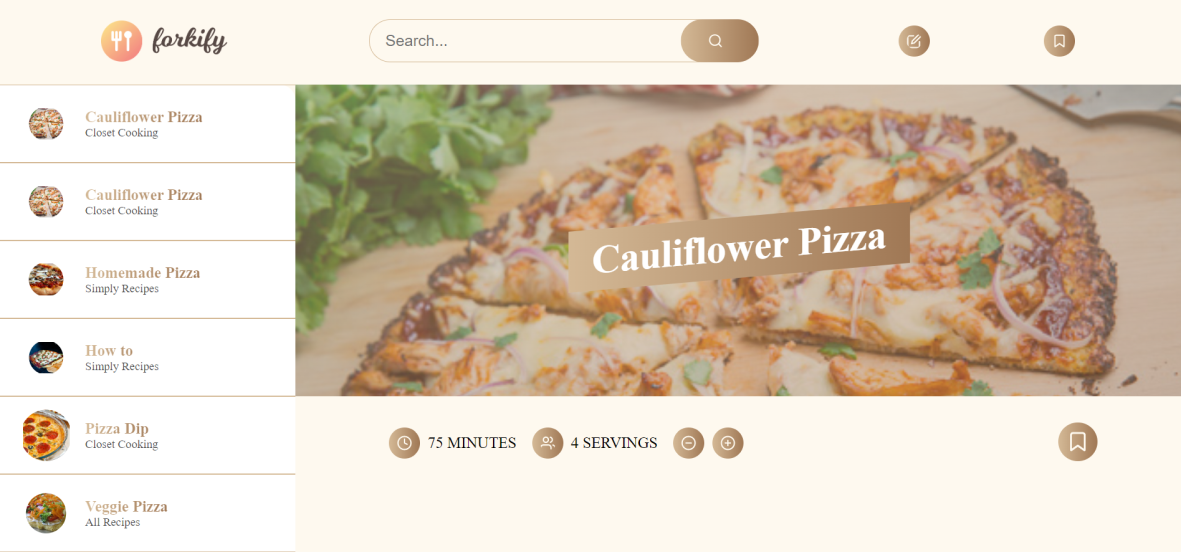 forkify
Search...
Cauliflower Pizza
Closet Cooking
Cauliflower Pizza
Closet Cooking
Homemade Pizza
Simply Recipes
How to
Simply Recipes
Pizza Dip
Closet Cooking
Veggie Pizza
All Recipes
Cauliflower Pizza
75 MINUTES
4 SERVINGS